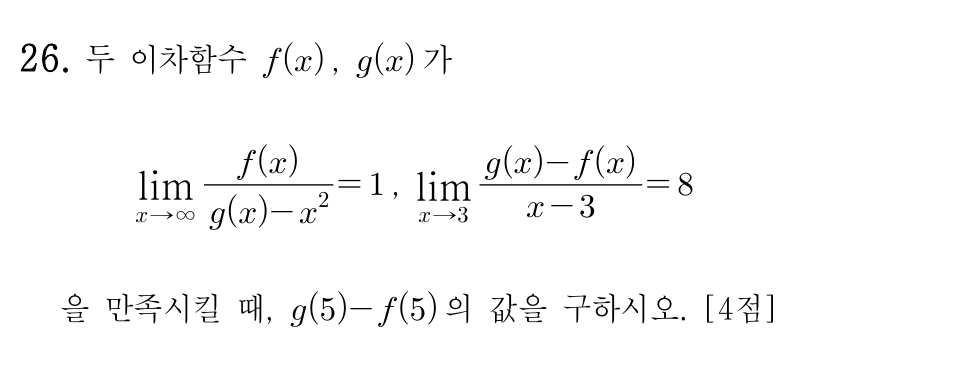 26. 두 이차함수 f(x), g(x)가
lim_{x→∞} f(x)/(g(x)−x²)=1, lim_{x→3} (g(x)−f(x))/(x−3)=8
을 만족시킬 때, g(5)−f(5)의 값을 구하시오. [4점]